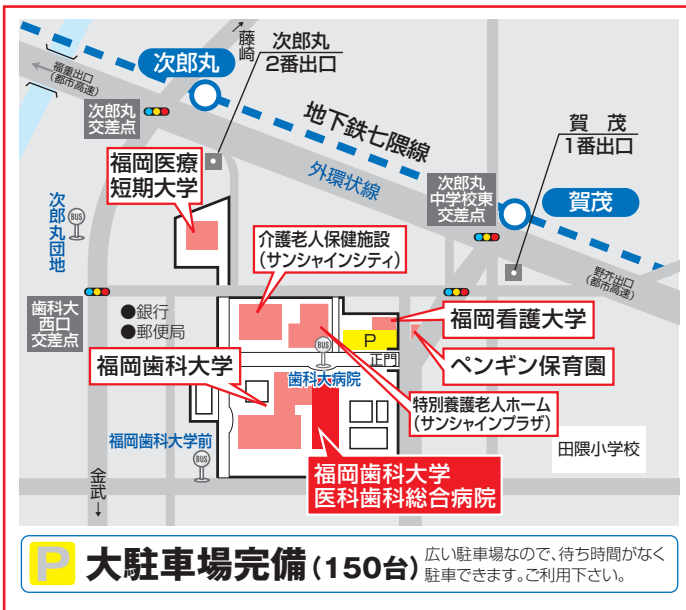 藤崎
次郎丸
2番出口
次郎丸
福重出口
(都市高速)
次郎丸
交差点
地下鉄七隈線
賀 茂
1番出口
福岡医療
短期大学
外環状線
次郎丸
中学校東
交差点
賀茂
次郎丸団地
BUS
介護老人保健施設
(サンシャインシティ)
野芥出口
(都市高速)
歯科大
西口
交差点
●銀行
●郵便局
福岡看護大学
P
BUS
正門
福岡歯科大学
歯科大病院
ペンギン保育園
特別養護老人ホーム
(サンシャインプラザ)
福岡歯科大学前
BUS
田隈小学校
福岡歯科大学
医科歯科総合病院
金武
P 大駐車場完備(150台)
広い駐車場なので、待ち時間がなく
駐車できます。ご利用下さい。